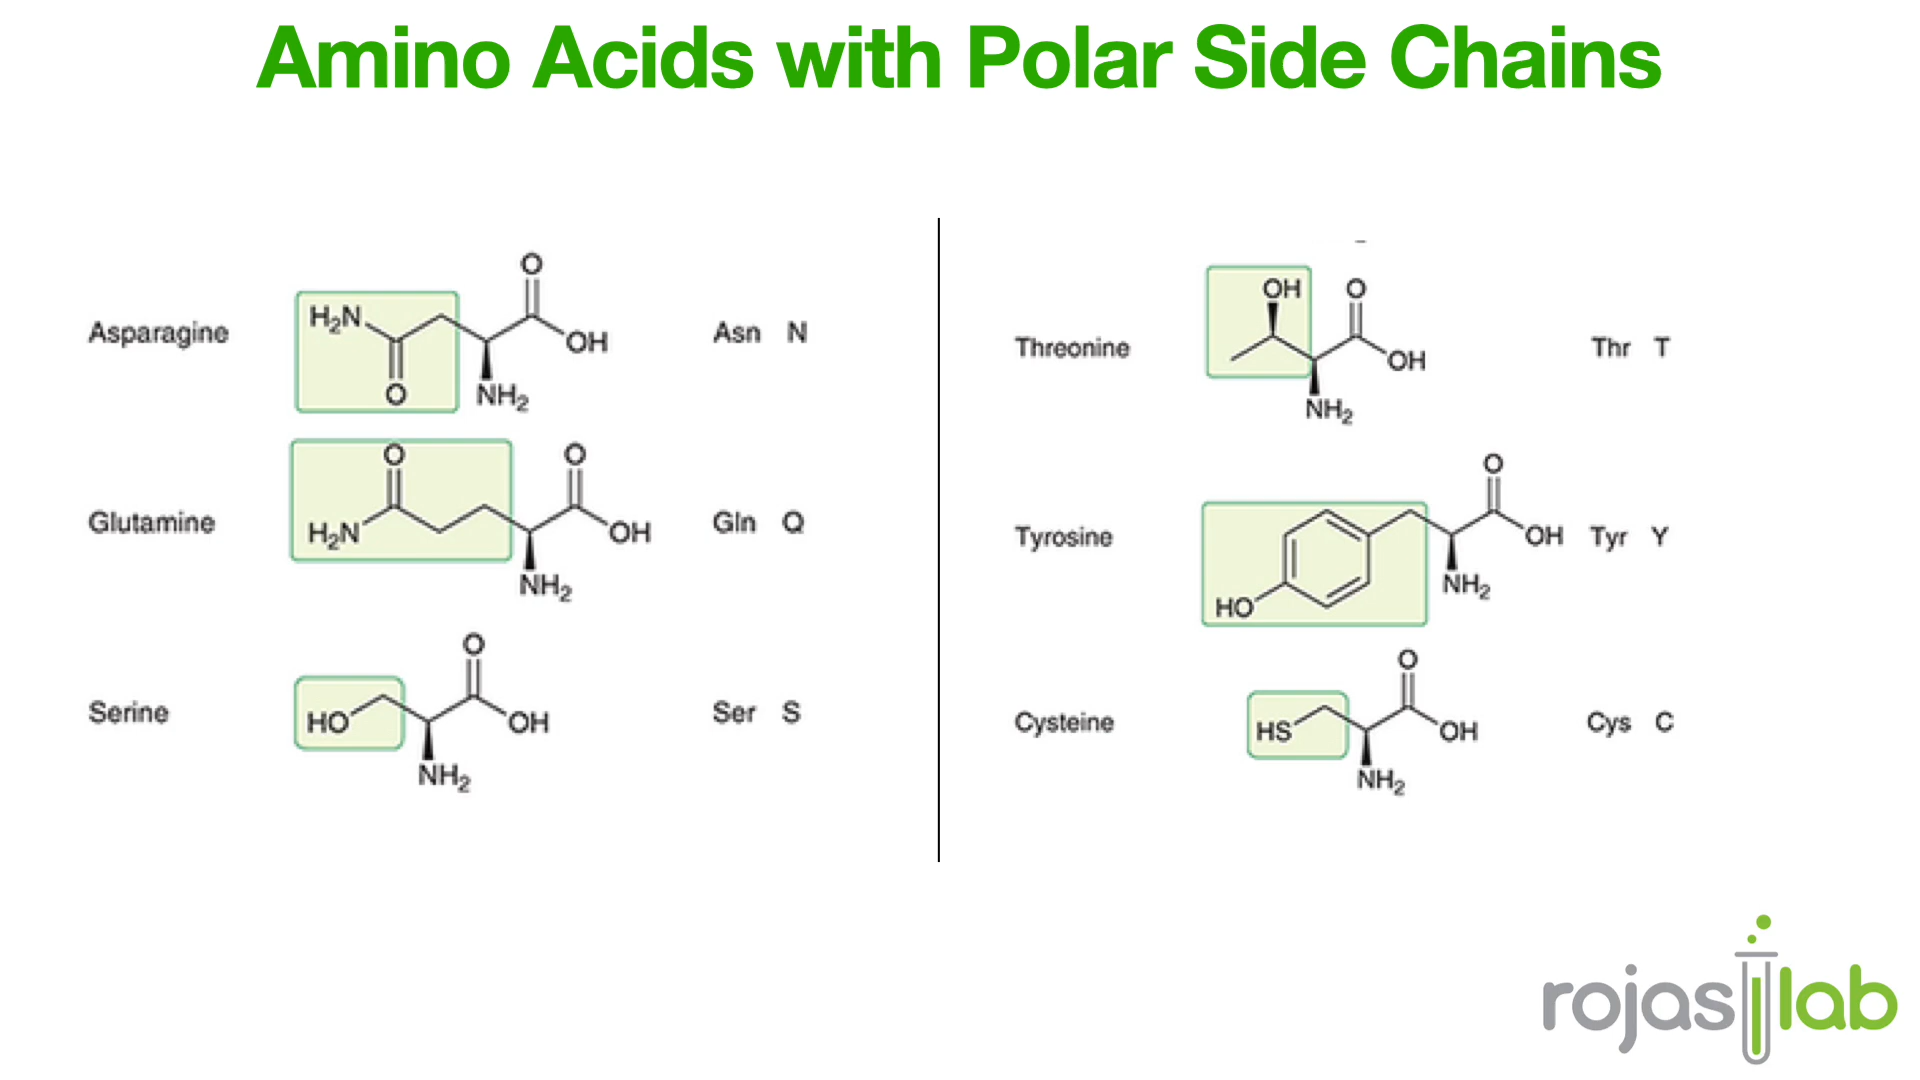 Amino Acids with Polar Side Chains
Asparagine
H₂N
O
O
OH
NH₂
Asn N
Glutamine
O
H₂N
O
OH
NH₂
Gln Q
Serine
HO
O
OH
NH₂
Ser S
Threonine
OH
O
OH
NH₂
Thr T
Tyrosine
HO
O
OH
NH₂
Tyr Y
Cysteine
HS
O
OH
NH₂
Cys C
rojas lab